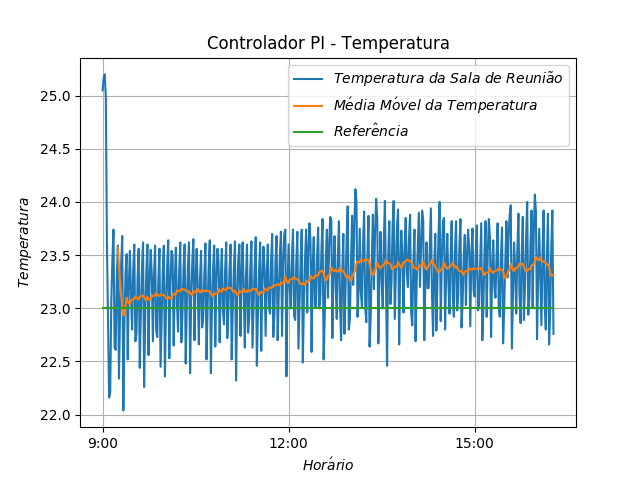 Controlador PI - Temperatura
Temperatura da Sala de Reunião
Média Móvel da Temperatura
Referência
25.0
24.5
24.0
23.5
23.0
22.5
22.0
Temperatura
9:00 12:00 15:00
Horário